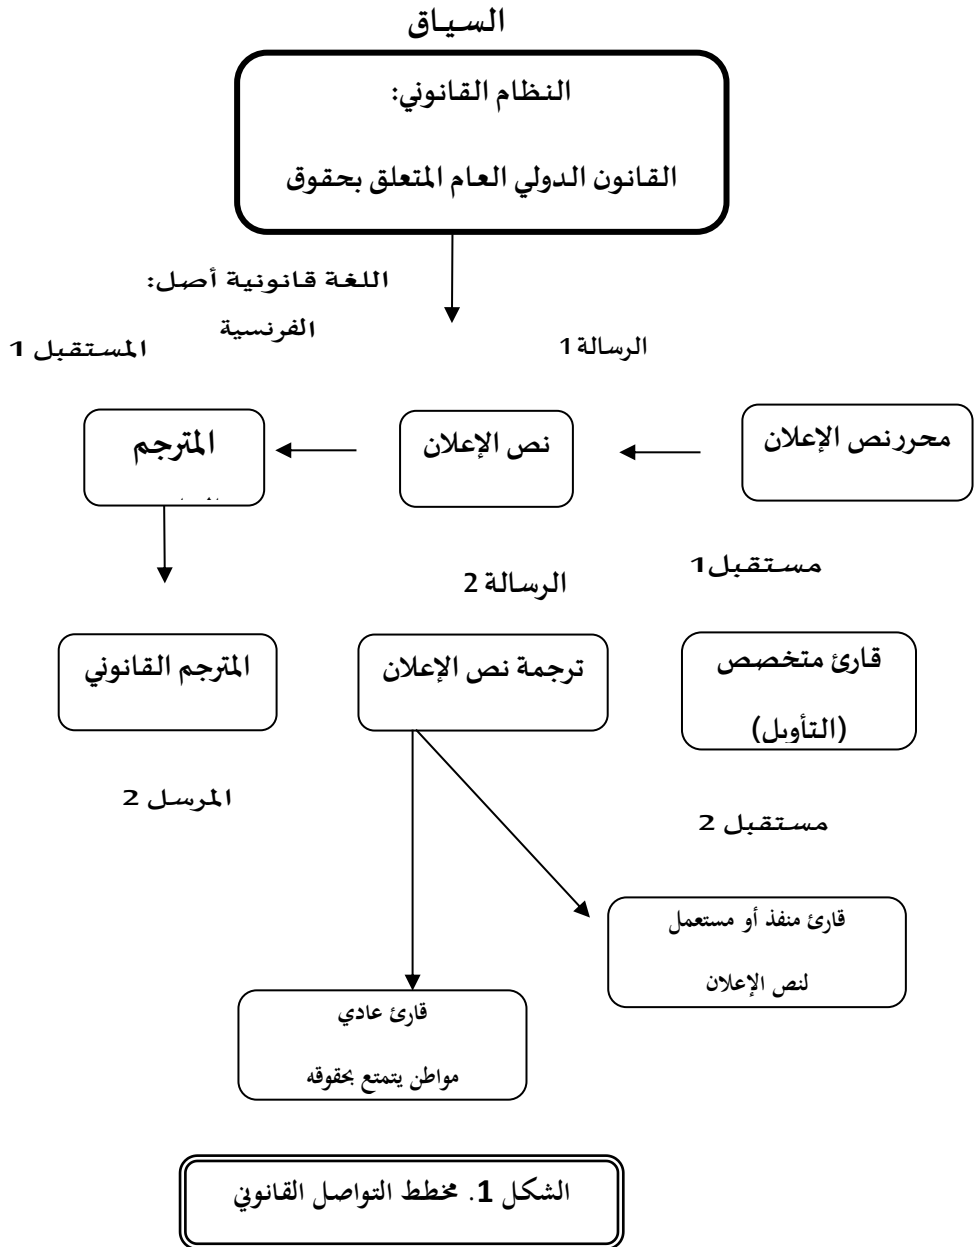 السياق
النظام القانوني:
القانون الدولي العام المتعلق بحقوق
اللغة قانونية أصل:
الفرنسية
الرسالة 1
المستقبل 1
محررنص الإعلان
نص الإعلان
المترجم
مستقبل1
الرسالة 2
قارئ متخصص
(التأويل)
ترجمة نص الإعلان
المترجم القانوني
المرسل 2
مستقبل 2
قارئ منفذ أو مستعمل
لنص الإعلان
قارئ عادي
مواطن يتمتع بحقوقه
الشكل 1. مخطط التواصل القانوني